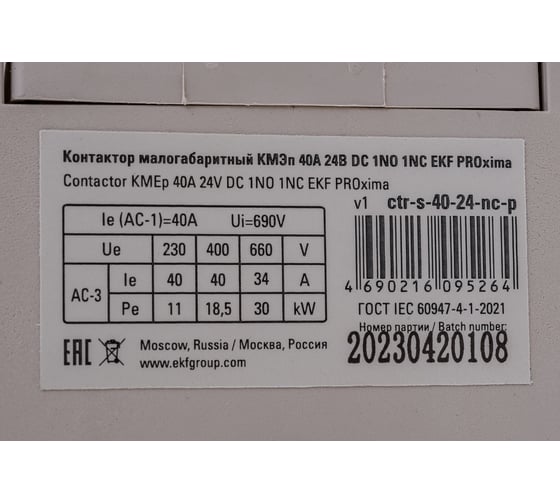 Контактор малогабаритный КМЭп 40А 24В DC 1NO 1NC EKF PROxima
Contactor KMEp 40A 24V DC 1NO 1NC EKF PROxima
v1 ctr-s-40-24-nc-p
Ie (AC-1)=40A Ui=690V
Ue 230 400 660 V
AC-3 Ie 40 40 34 A
Pe 11 18,5 30 kW
4 690216 095264
ГОСТ IEC 60947-4-1-2021
Номер партии / Batch number:
20230420108
EAC
Moscow, Russia / Москва, Россия
www.ekfgroup.com